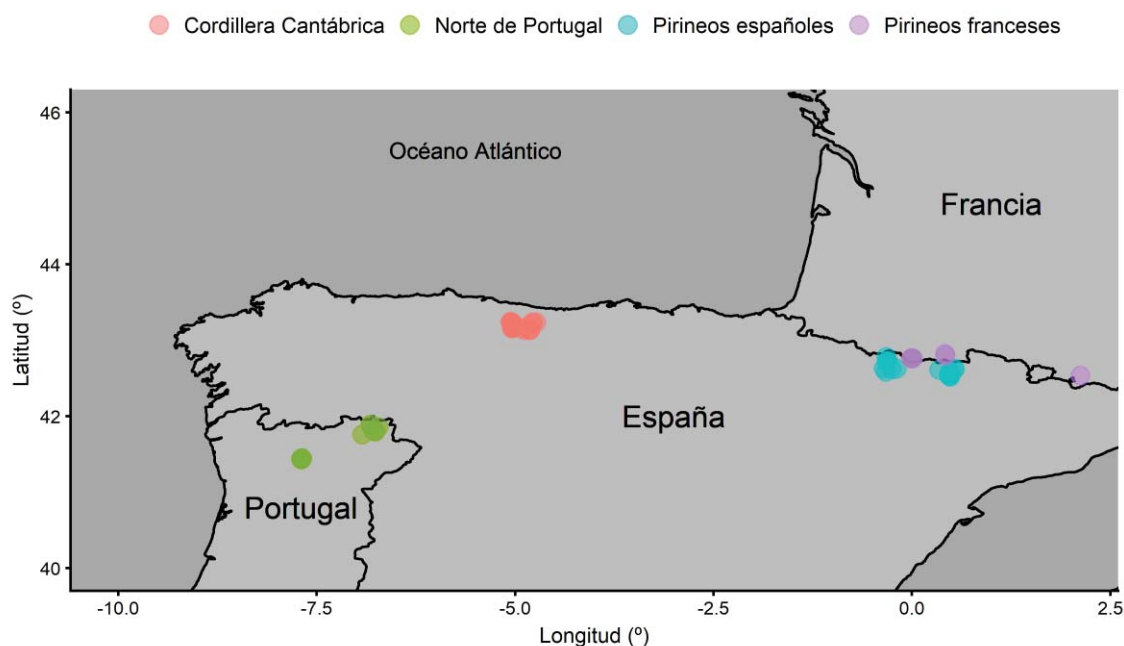 Cordillera Cantábrica Norte de Portugal Pirineos españoles Pirineos franceses
46
Océano Atlántico
Francia
44
Latitud (º)
España
42
Portugal
40
-10.0 -7.5 -5.0 -2.5 0.0 2.5
Longitud (º)